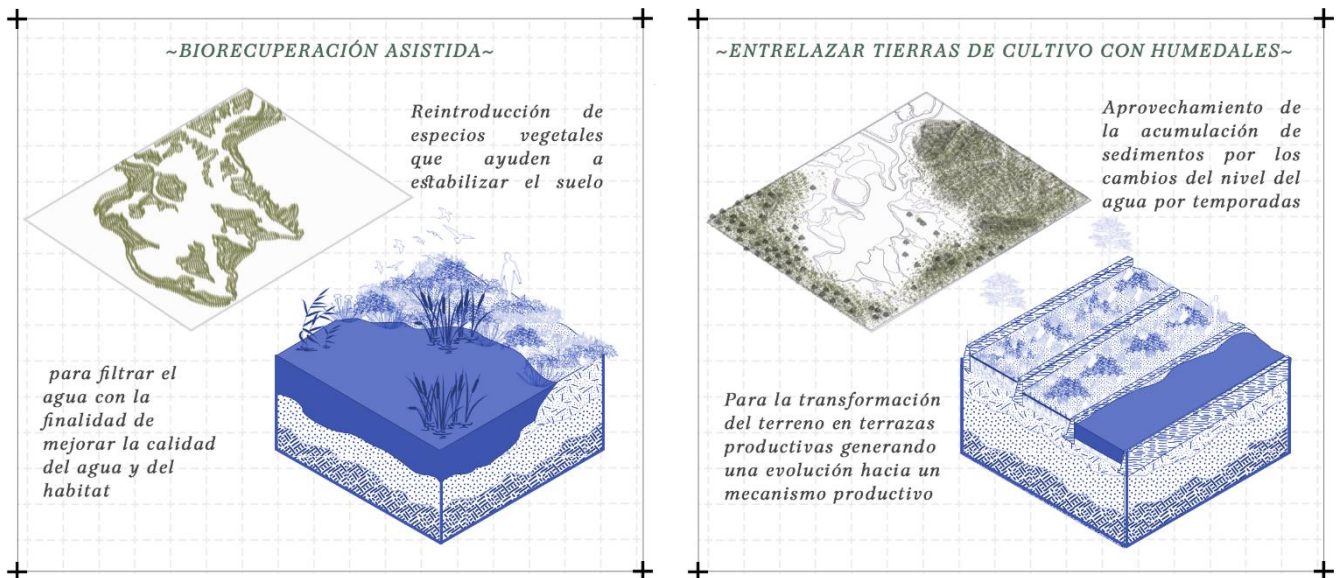 ~BIORECUPERACIÓN ASISTIDA~
Reintroducción de
especios vegetales
que ayuden a
estabilizar el suelo
para filtrar el
agua con la
finalidad de
mejorar la calidad
del agua y del
habitat
~ENTRELAZAR TIERRAS DE CULTIVO CON HUMEDALES~
Aprovechamiento de
la acumulación de
sedimentos por los
cambios del nivel del
agua por temporadas
Para la transformación
del terreno en terrazas
productivas generando
una evolución hacia un
mecanismo productivo